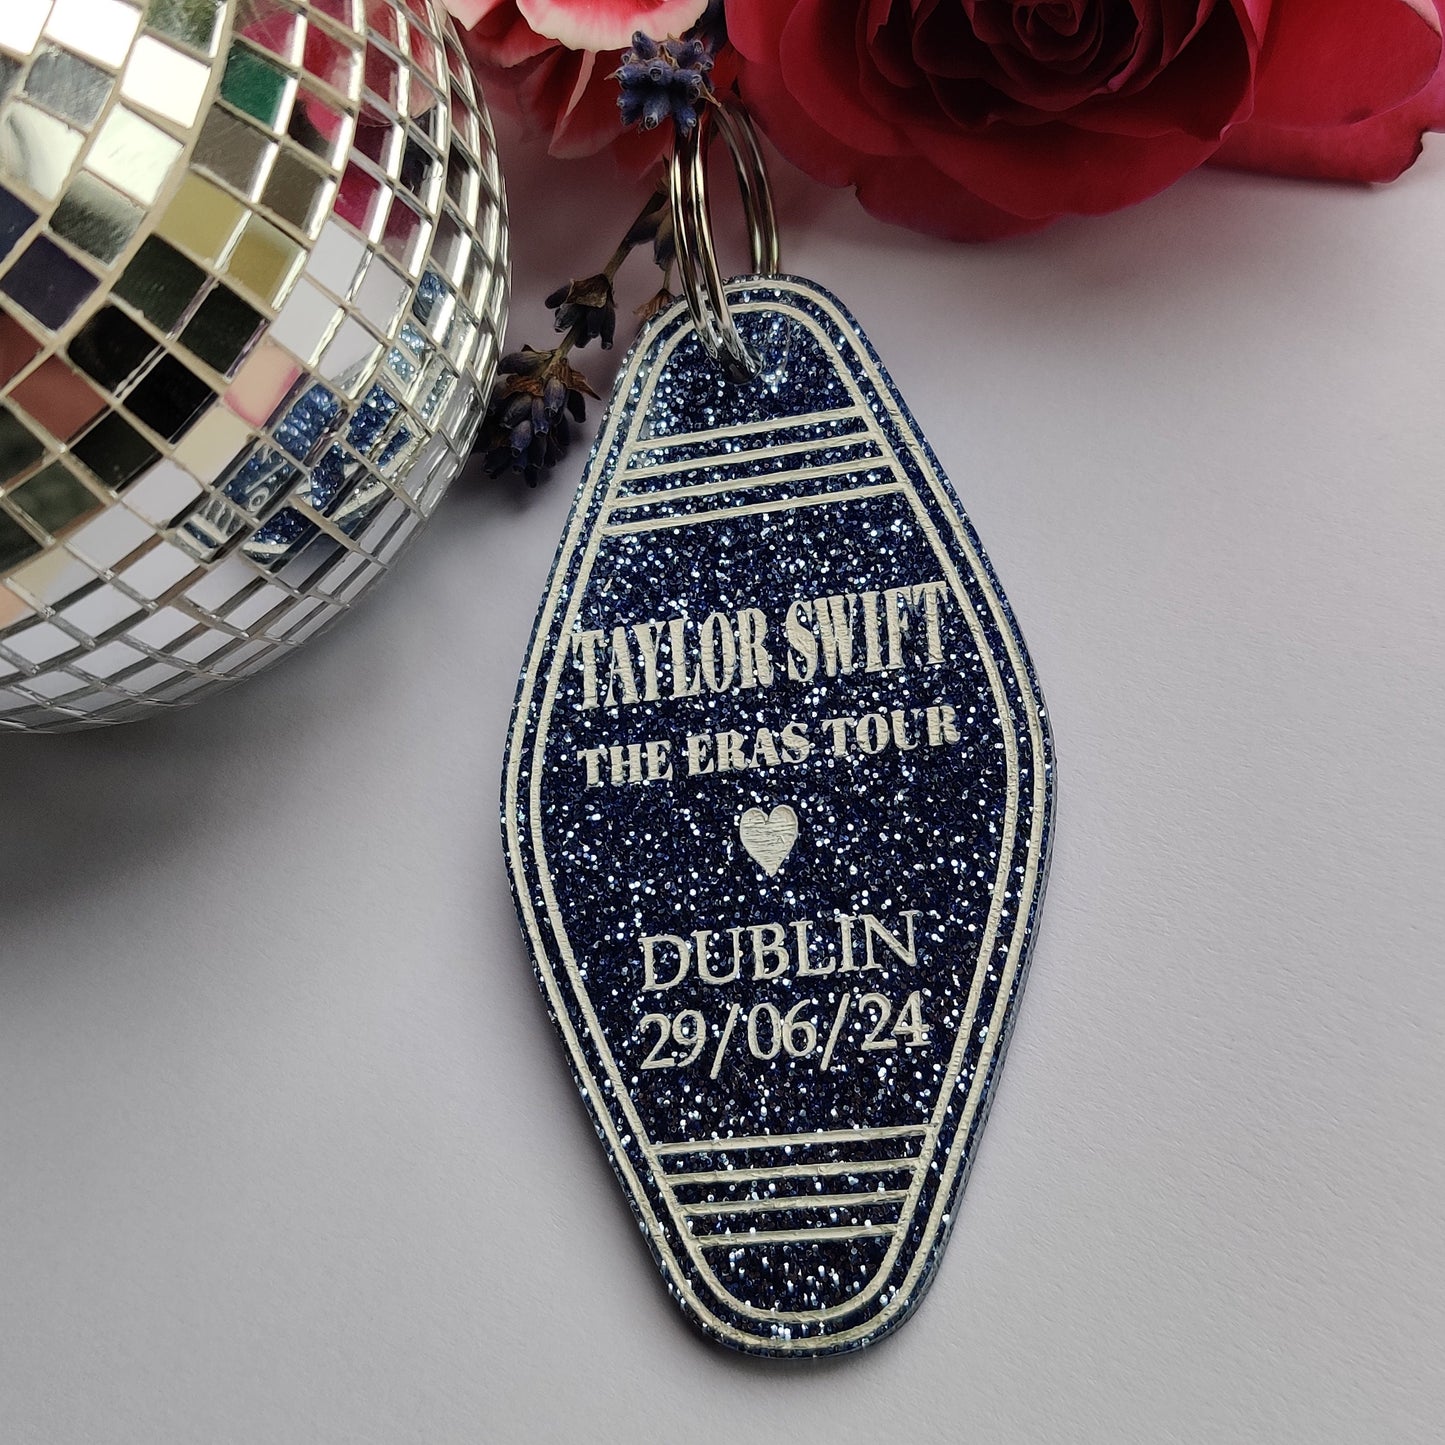 TAYLOR SWIFT
THE ERAS TOUR
DUBLIN
29/06/24